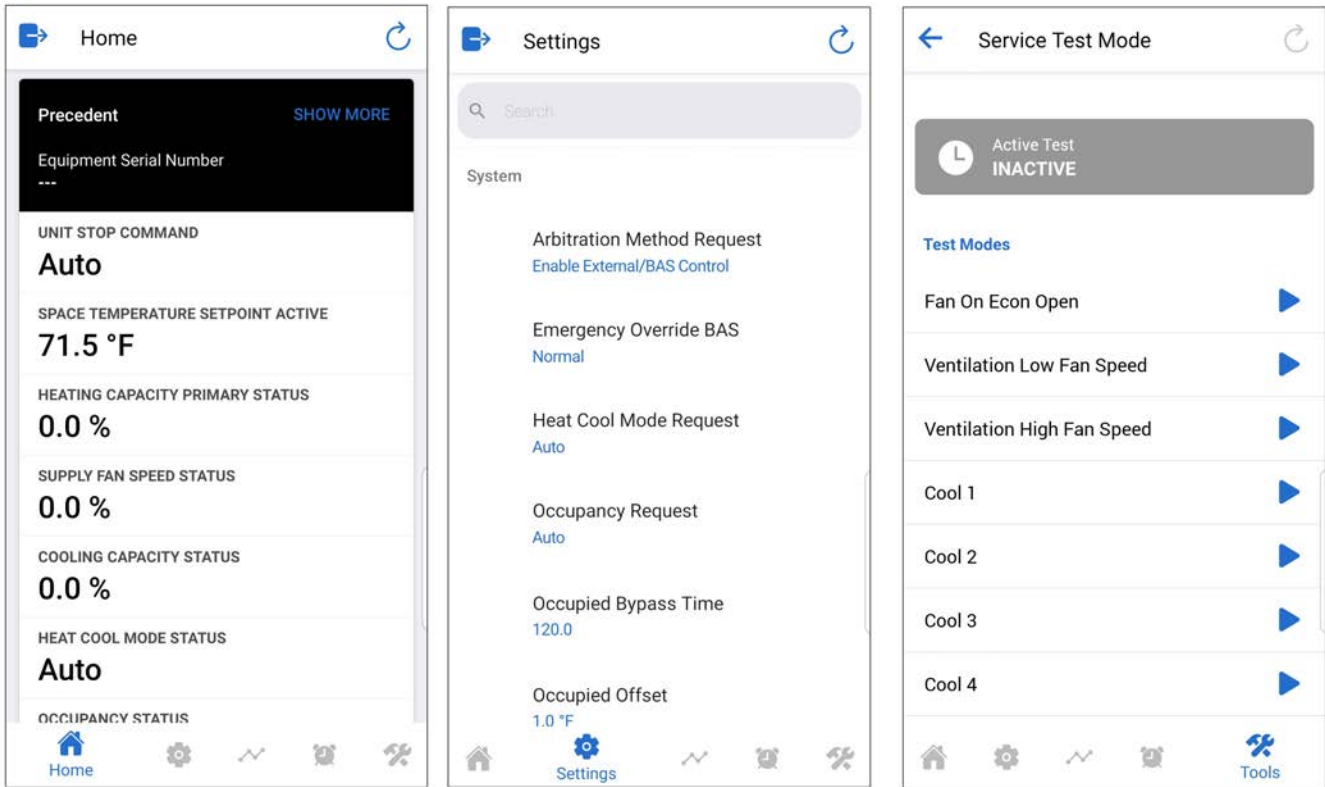 Home
Precedent SHOW MORE
Equipment Serial Number
---
UNIT STOP COMMAND
Auto
SPACE TEMPERATURE SETPOINT ACTIVE
71.5 °F
HEATING CAPACITY PRIMARY STATUS
0.0 %
SUPPLY FAN SPEED STATUS
0.0 %
COOLING CAPACITY STATUS
0.0 %
HEAT COOL MODE STATUS
Auto
OCCUPANCY STATUS
Home
Settings
Search
System
Arbitration Method Request
Enable External/BAS Control
Emergency Override BAS
Normal
Heat Cool Mode Request
Auto
Occupancy Request
Auto
Occupied Bypass Time
120.0
Occupied Offset
1.0 °F
Settings
Service Test Mode
Active Test
INACTIVE
Test Modes
Fan On Econ Open
Ventilation Low Fan Speed
Ventilation High Fan Speed
Cool 1
Cool 2
Cool 3
Cool 4
Tools